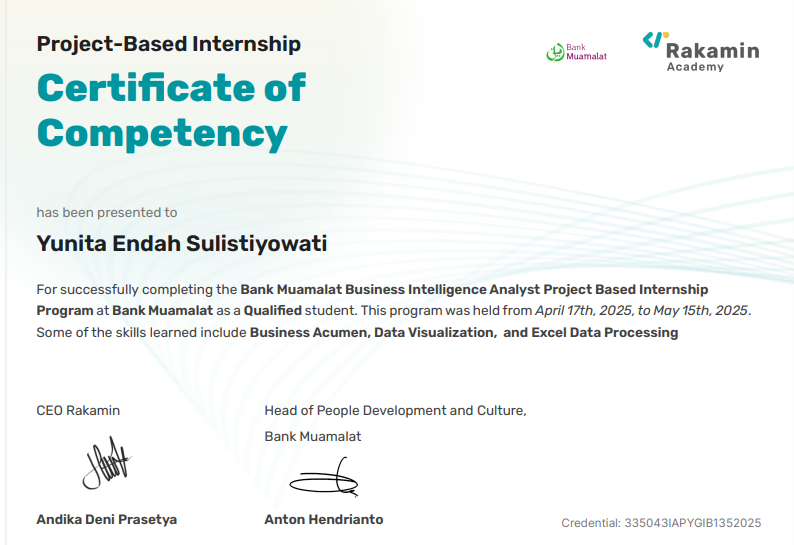 Project-Based Internship
Bank
Muamalat
Rakamin
Academy
Certificate of
Competency
has been presented to
Yunita Endah Sulistiyowati
For successfully completing the Bank Muamalat Business Intelligence Analyst Project Based Internship
Program at Bank Muamalat as a Qualified student. This program was held from April 17th, 2025, to May 15th, 2025.
Some of the skills learned include Business Acumen, Data Visualization,  and Excel Data Processing
CEO Rakamin
Head of People Development and Culture,
Bank Muamalat
Andika Deni Prasetya
Anton Hendrianto
Credential: 335043IAPYGIB1352025